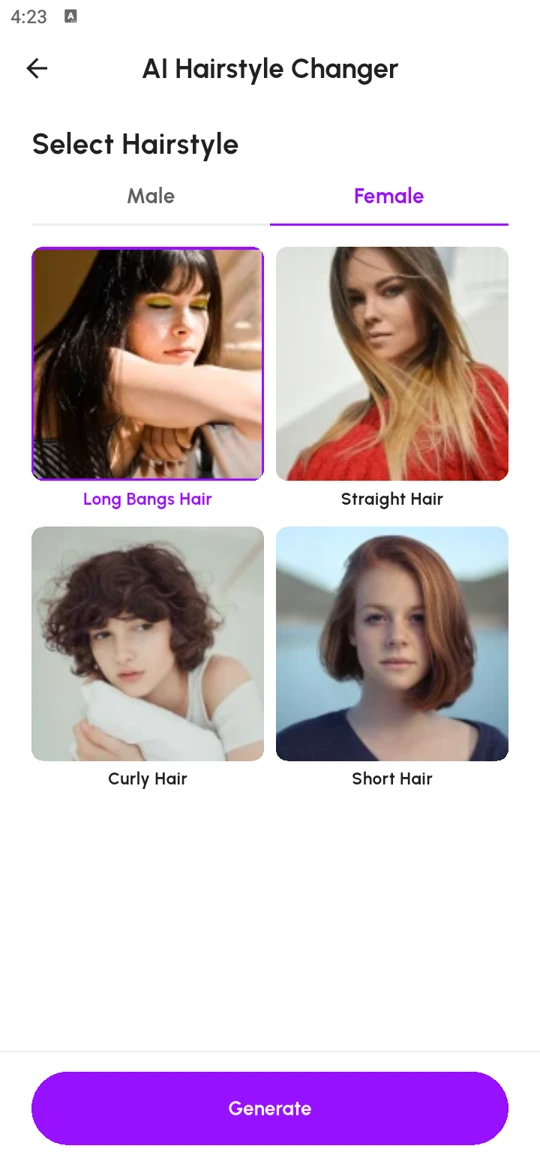 4:23 A
AI Hairstyle Changer
Select Hairstyle
Male Female
Long Bangs Hair Straight Hair
Curly Hair Short Hair
Generate